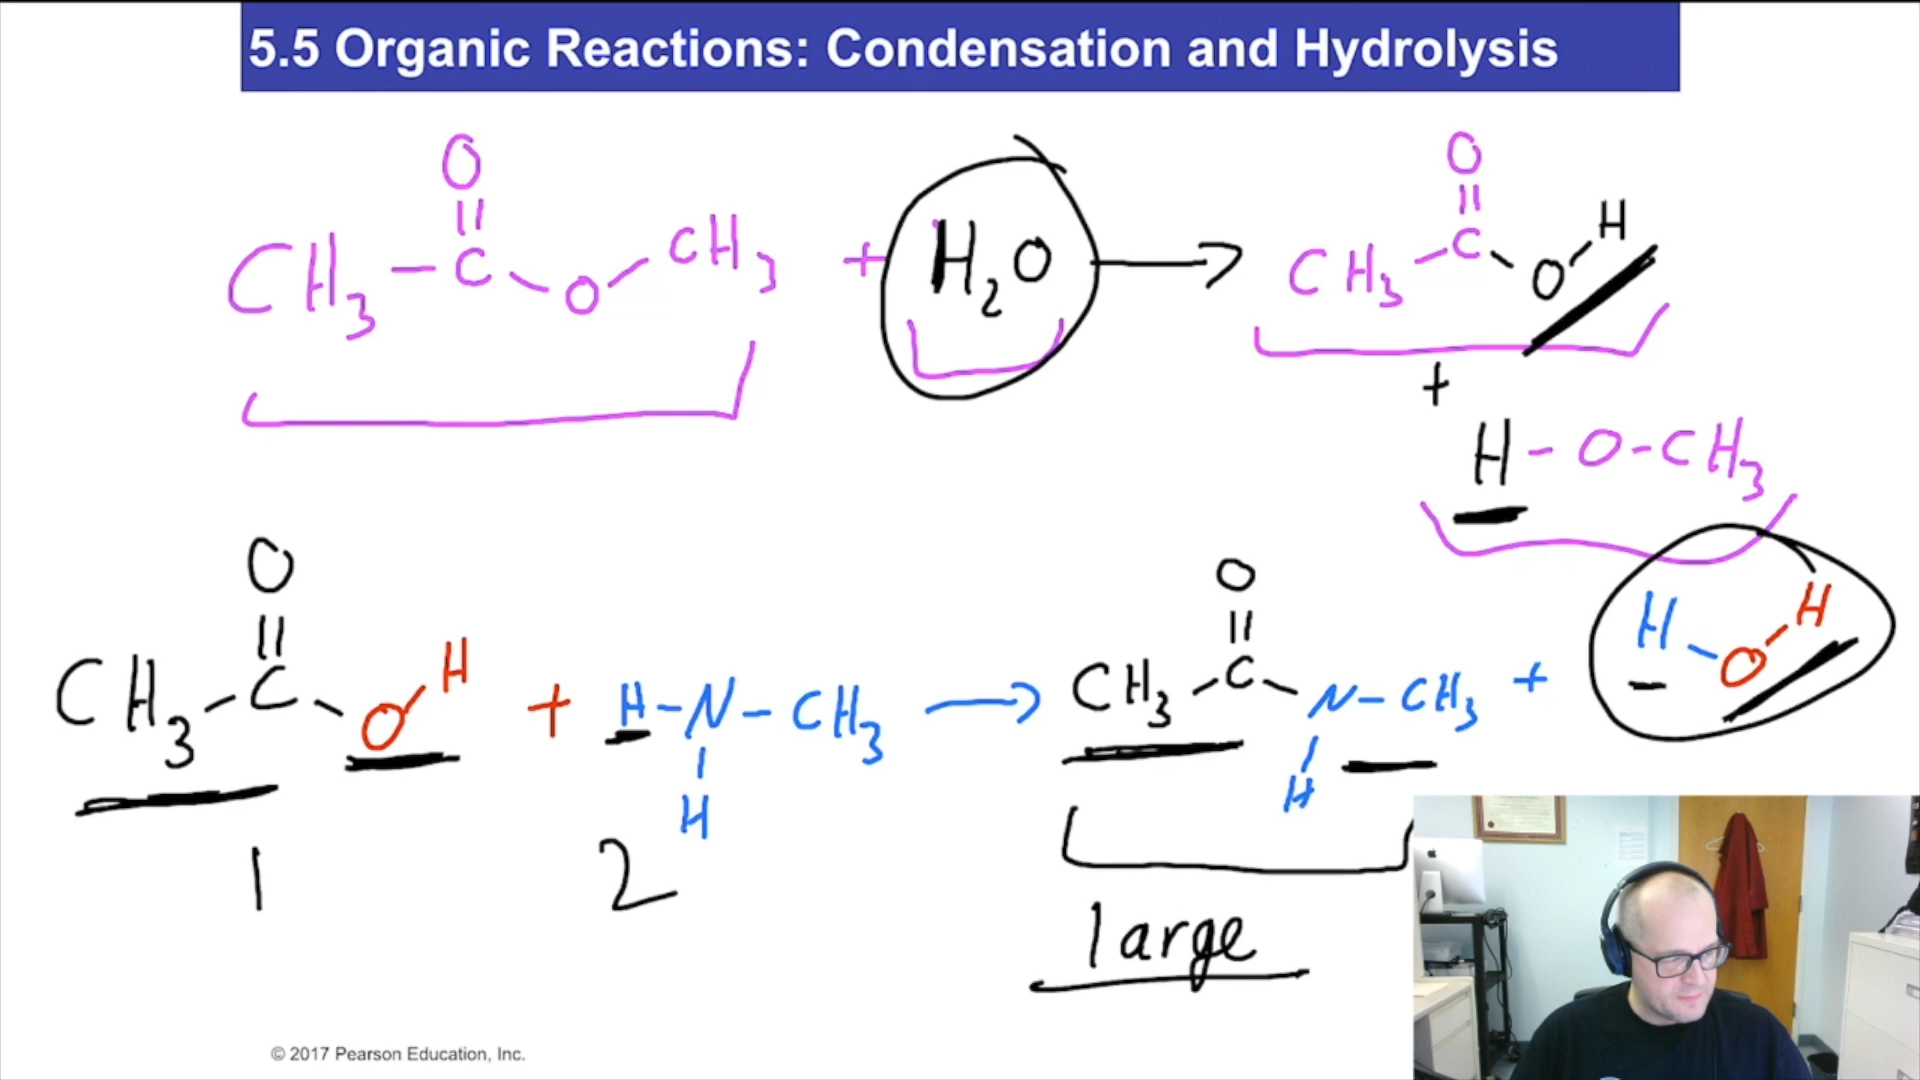 5.5 Organic Reactions: Condensation and Hydrolysis
O
CH3 - C - O - CH3 + H2O → CH3 - C - O - H
O
+
H - O - CH3
O
CH3 - C - O - H + H - N - CH3 → CH3 - C - N - CH3 + H - O - H
H
O
H
1
2
large
© 2017 Pearson Education, Inc.